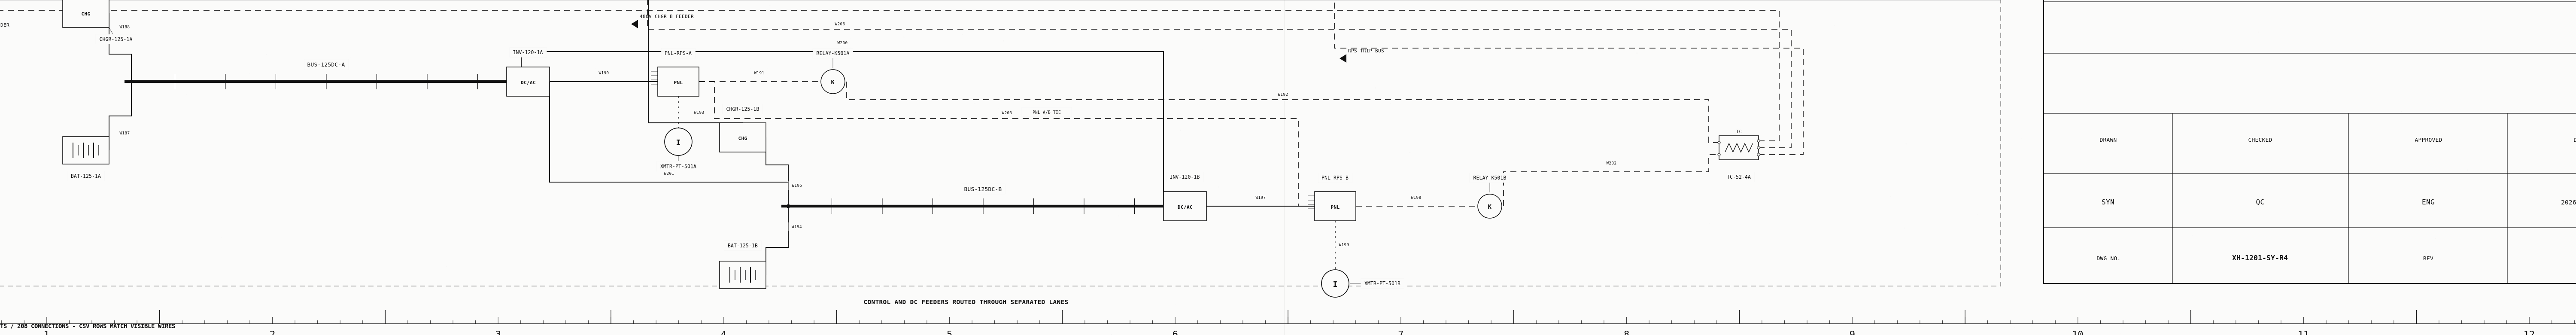 CHG
DER
W188
CHGR-125-1A
BUS-125DC-A
W187
BAT-125-1A
480V CHGR-B FEEDER
W206
W200
INV-120-1A
DC/AC
W190
PNL-RPS-A
PNL
W191
RELAY-K501A
K
W193
CHGR-125-1B
CHG
I
XMTR-PT-501A
W201
W192
W203
PNL A/B TIE
RPS TRIP BUS
TC
TC-52-4A
W202
W195
BUS-125DC-B
W194
BAT-125-1B
INV-120-1B
DC/AC
W197
PNL-RPS-B
PNL
W198
RELAY-K501B
K
W199
I
XMTR-PT-501B
CONTROL AND DC FEEDERS ROUTED THROUGH SEPARATED LANES
DRAWN CHECKED APPROVED D
SYN QC ENG 2026
DWG NO. XH-1201-SY-R4 REV
TS / 208 CONNECTIONS - CSV ROWS MATCH VISIBLE WIRES
1 2 3 4 5 6 7 8 9 10 11 12